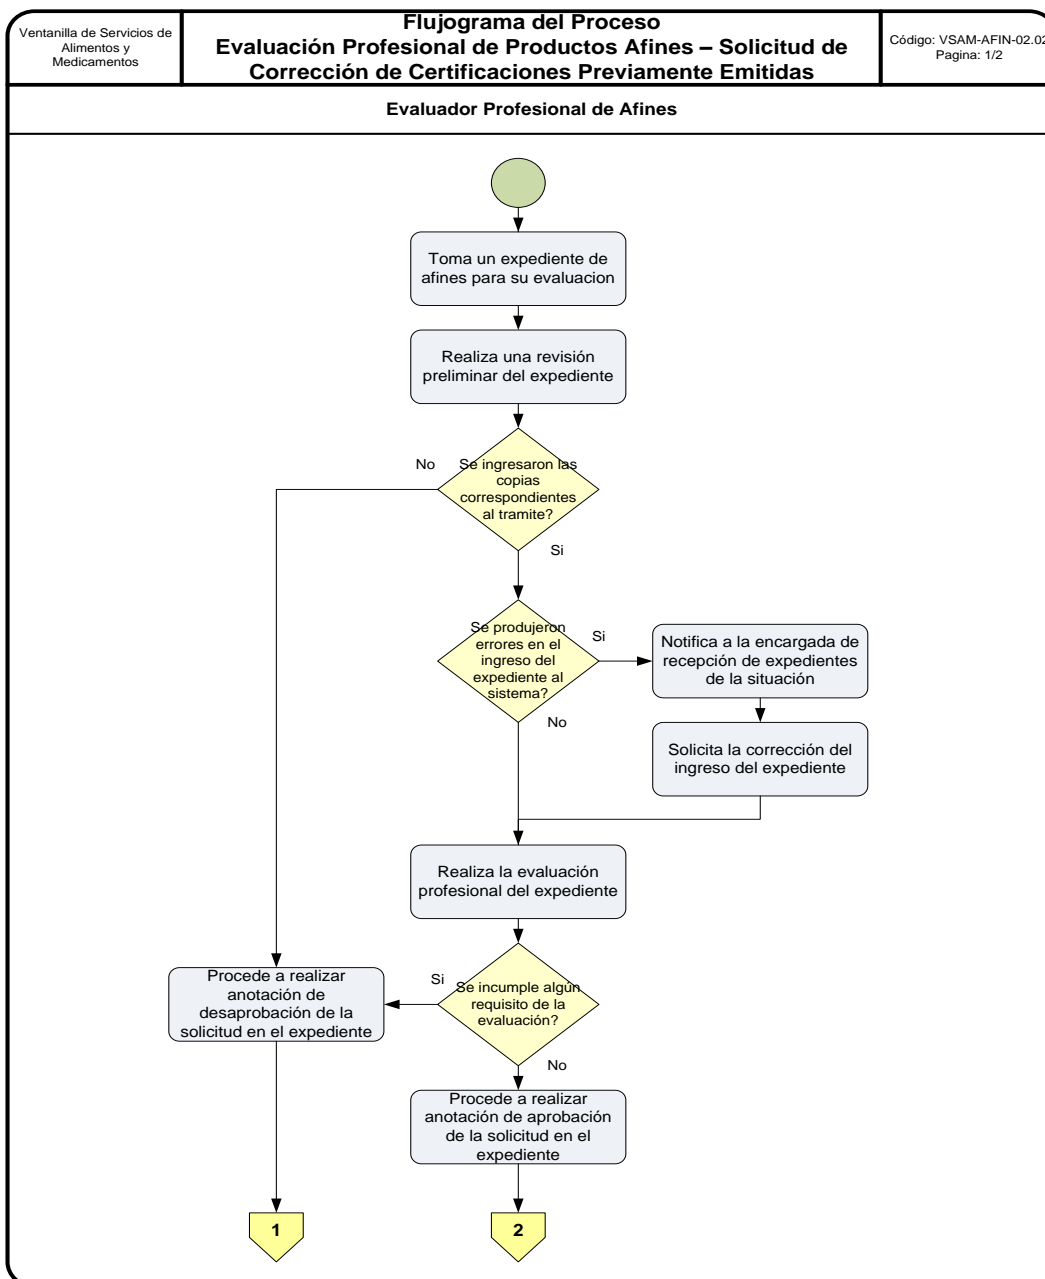 Ventanilla de Servicios de
Alimentos y
Medicamentos
Flujograma del Proceso
Evaluación Profesional de Productos Afines – Solicitud de
Corrección de Certificaciones Previamente Emitidas
Código: VSAM-AFIN-02.02
Pagina: 1/2
Evaluador Profesional de Afines
Toma un expediente de
afines para su evaluacion
Realiza una revisión
preliminar del expediente
No
Se ingresaron las
copias
correspondientes
al tramite?
Si
Se produjeron
errores en el
ingreso del
expediente al
sistema?
Si
Notifica a la encargada de
recepción de expedientes
de la situación
No
Solicita la corrección del
ingreso del expediente
Realiza la evaluación
profesional del expediente
Procede a realizar
anotación de
desaprobación de la
solicitud en el expediente
Si
Se incumple algún
requisito de la
evaluación?
No
Procede a realizar
anotación de aprobación
de la solicitud en el
expediente
1
2